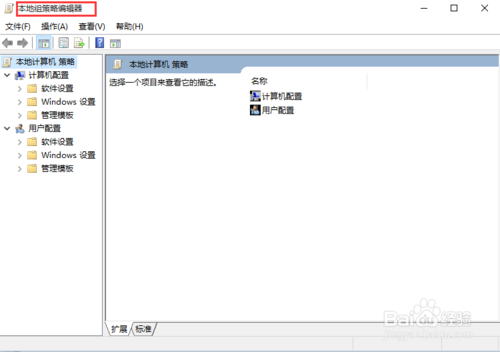 本地组策略编辑器
文件(F) 操作(A) 查看(V) 帮助(H)
本地计算机 策略
计算机配置
软件设置
Windows 设置
管理模板
用户配置
软件设置
Windows 设置
管理模板
本地计算机 策略
选择一个项目来查看它的描述。
名称
计算机配置
用户配置
扩展 标准
Baidu 经验